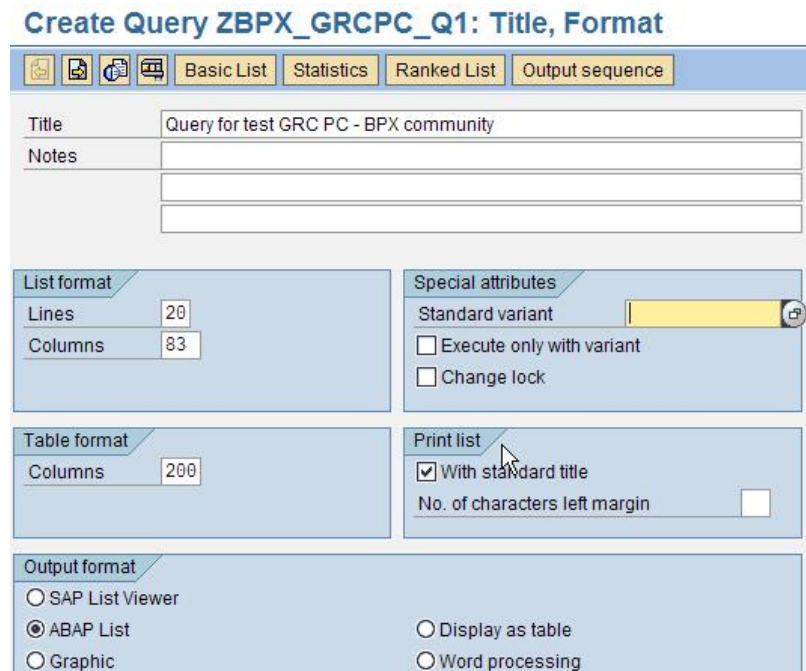 Create Query ZBPX_GRCPC_Q1: Title, Format
Basic List Statistics Ranked List Output sequence
Title Query for test GRC PC - BPX community
Notes
List format
Lines 20
Columns 83
Special attributes
Standard variant
Execute only with variant
Change lock
Table format
Columns 200
Print list
With standard title
No. of characters left margin
Output format
SAP List Viewer
ABAP List Display as table
Graphic Word processing